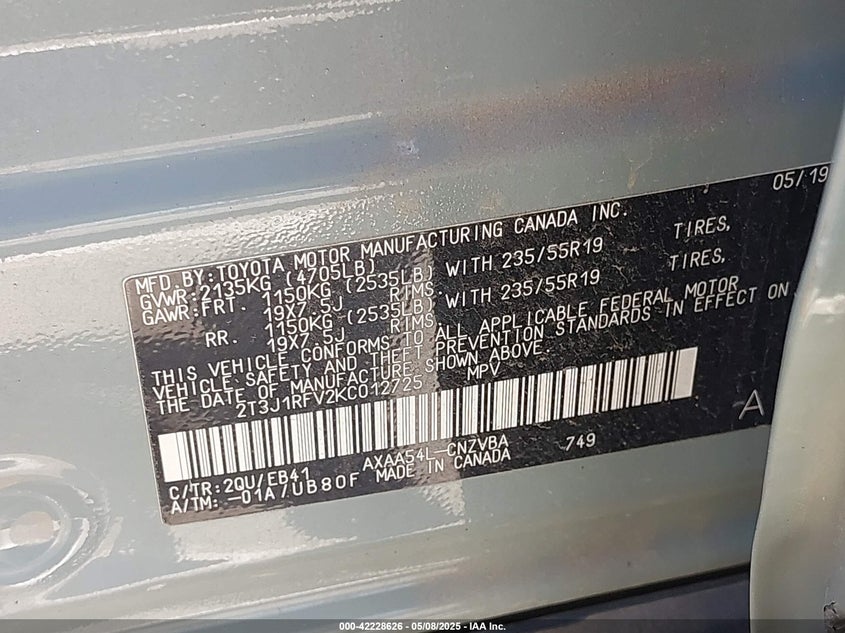 05/19
MFD.BY:TOYOTA MOTOR MANUFACTURING CANADA INC.
GVWR:2135KG (4705LB)
GAWR:FRT. 1150KG (2535LB) WITH 235/55R19 TIRES,
19X7.5J RIMS,
RR. 1150KG (2535LB) WITH 235/55R19 TIRES,
19X7.5J RIMS,
THIS VEHICLE CONFORMS TO ALL APPLICABLE FEDERAL MOTOR
VEHICLE SAFETY AND THEFT PREVENTION STANDARDS IN EFFECT ON
THE DATE OF MANUFACTURE SHOWN ABOVE.
2T3J1RFV2KC012725 MPV
A
C/TR:2QU/EB41 AXAA54L-CNZVBA 749
A/TM:-01A/UB80F MADE IN CANADA
000-42228626 - 05/08/2025 - IAA Inc.